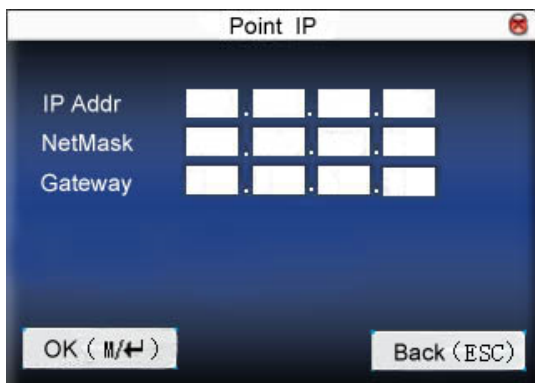 Point IP
IP Addr . . .
NetMask . . .
Gateway . . .
OK ( M/↵ ) Back (ESC)